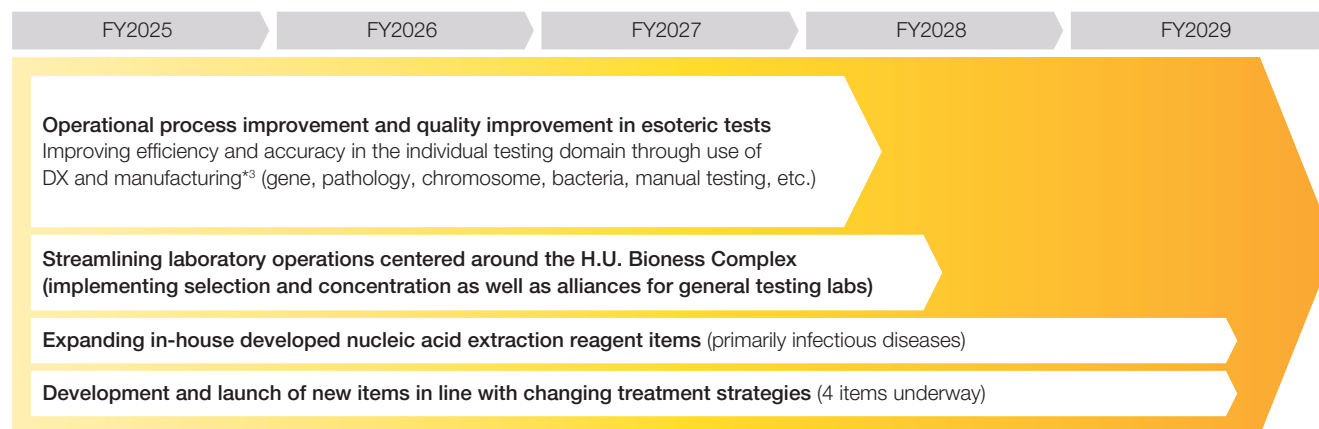 FY2025 FY2026 FY2027 FY2028 FY2029
Operational process improvement and quality improvement in esoteric tests
Improving efficiency and accuracy in the individual testing domain through use of
DX and manufacturing*3 (gene, pathology, chromosome, bacteria, manual testing, etc.)
Streamlining laboratory operations centered around the H.U. Bioness Complex
(implementing selection and concentration as well as alliances for general testing labs)
Expanding in-house developed nucleic acid extraction reagent items (primarily infectious diseases)
Development and launch of new items in line with changing treatment strategies (4 items underway)